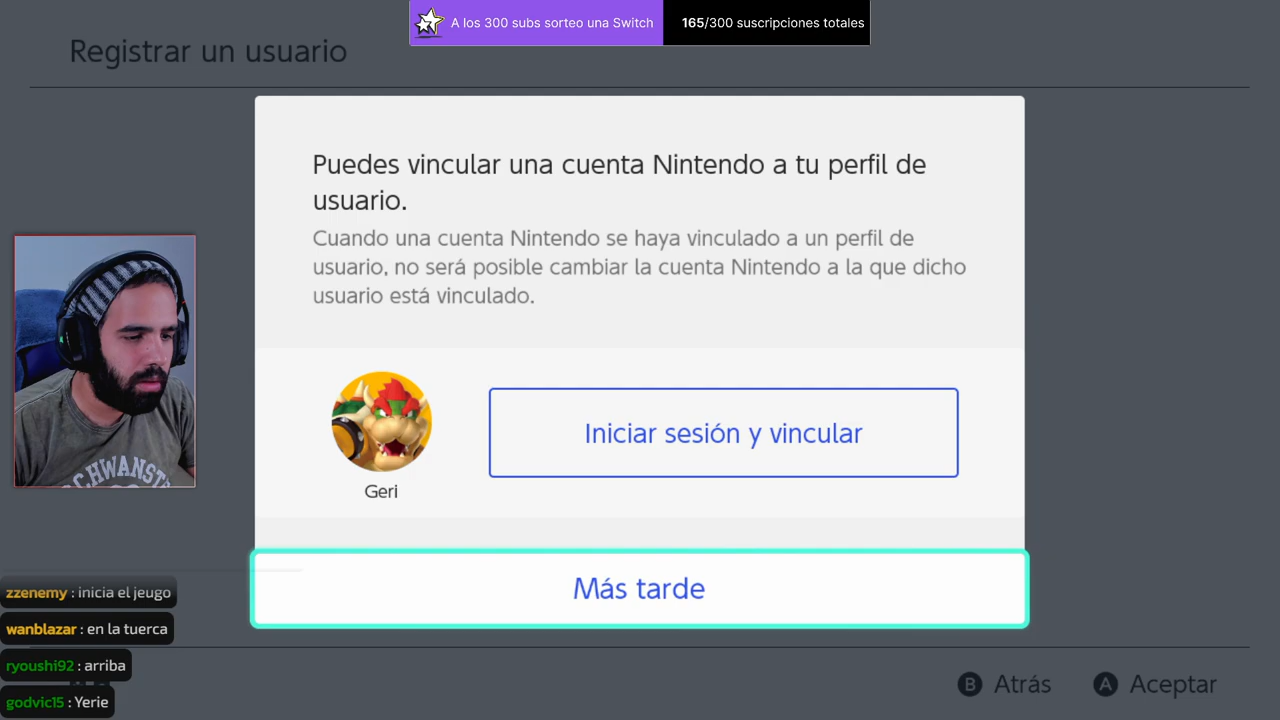 A los 300 subs sorteo una Switch
165/300 suscripciones totales
Registrar un usuario
Puedes vincular una cuenta Nintendo a tu perfil de
usuario.
Cuando una cuenta Nintendo se haya vinculado a un perfil de
usuario, no será posible cambiar la cuenta Nintendo a la que dicho
usuario está vinculado.
Iniciar sesión y vincular
Geri
Más tarde
zzenemy : inicia el jeugo
wanblazar : en la tuerca
ryoushi92 : arriba
godvic15 : Yerie
B Atrás
A Aceptar